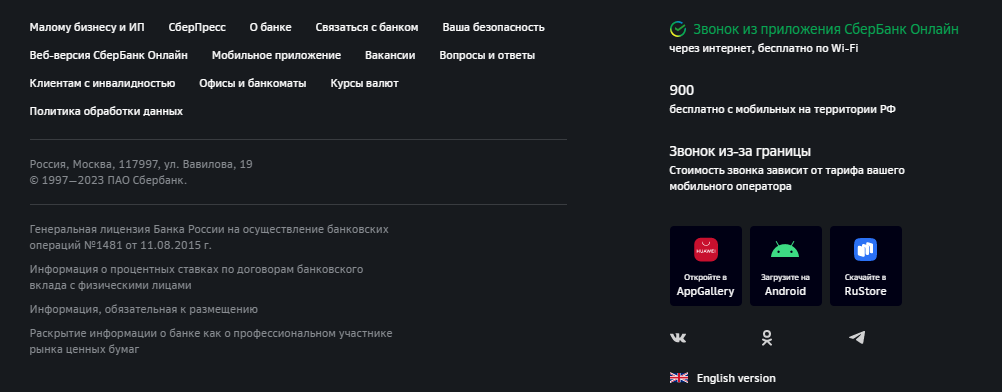 Малому бизнесу и ИП СберПресс О банке Связаться с банком Ваша безопасность
Веб-версия СберБанк Онлайн Мобильное приложение Вакансии Вопросы и ответы
Клиентам с инвалидностью Офисы и банкоматы Курсы валют
Политика обработки данных
Россия, Москва, 117997, ул. Вавилова, 19
© 1997—2023 ПАО Сбербанк.
Генеральная лицензия Банка России на осуществление банковских
операций №1481 от 11.08.2015 г.
Информация о процентных ставках по договорам банковского
вклада с физическими лицами
Информация, обязательная к размещению
Раскрытие информации о банке как о профессиональном участнике
рынка ценных бумаг
Звонок из приложения СберБанк Онлайн
через интернет, бесплатно по Wi-Fi
900
бесплатно с мобильных на территории РФ
Звонок из-за границы
Стоимость звонка зависит от тарифа вашего
мобильного оператора
HUAWEI
Откройте в
AppGallery
Загрузите на
Android
Скачайте в
RuStore
English version